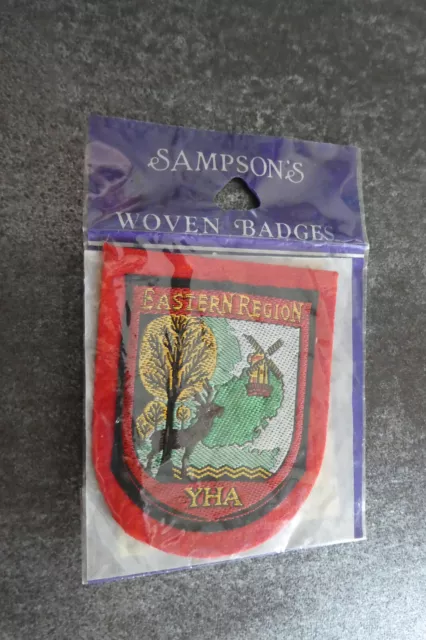 SAMPSON'S
WOVEN BADGES
EASTERN REGION
YHA